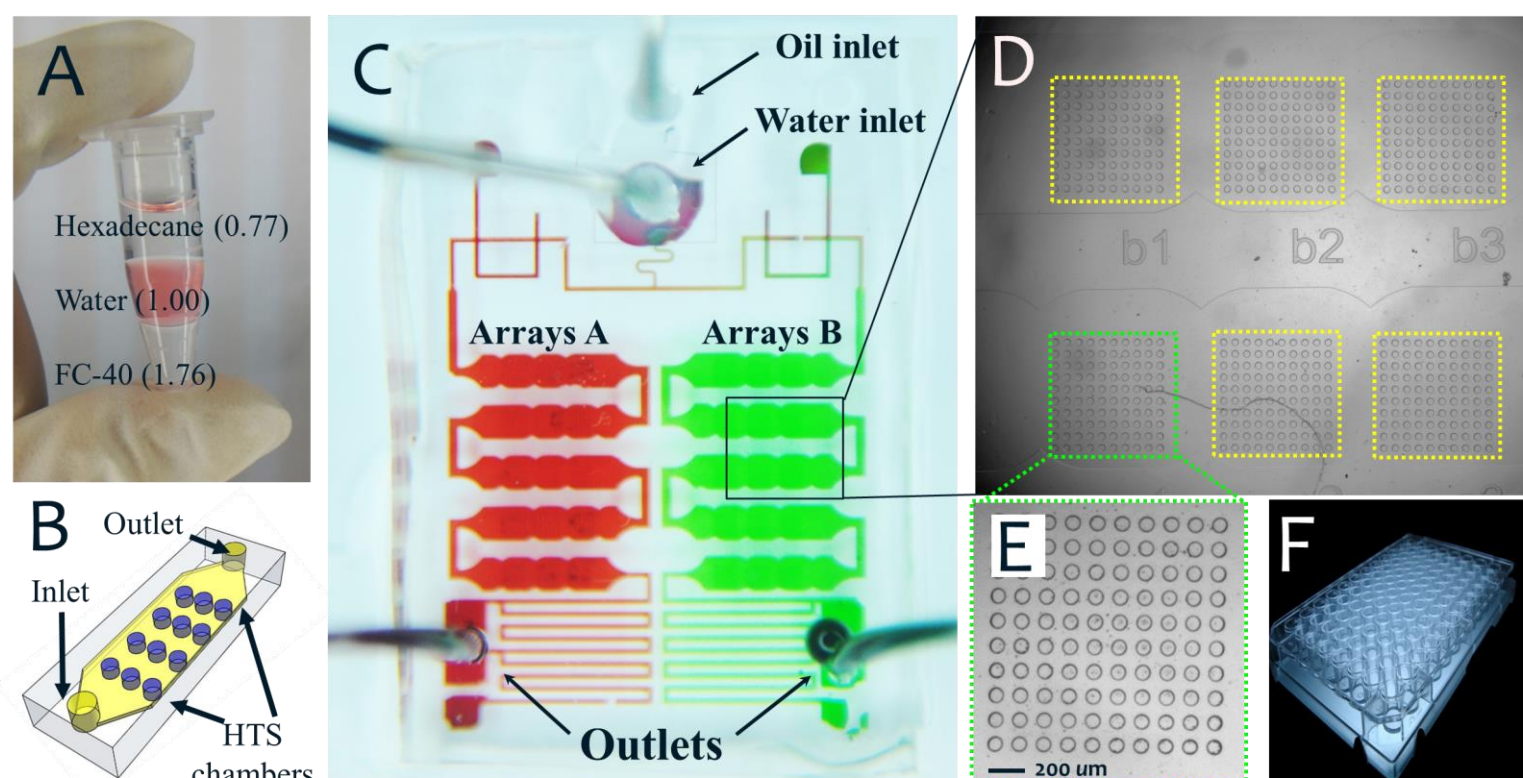 A
Hexadecane (0.77)
Water (1.00)
FC-40 (1.76)
B
Outlet
Inlet
HTS
chambers
C
Oil inlet
Water inlet
Arrays A
Arrays B
Outlets
D
b1
b2
b3
E
200 um
F